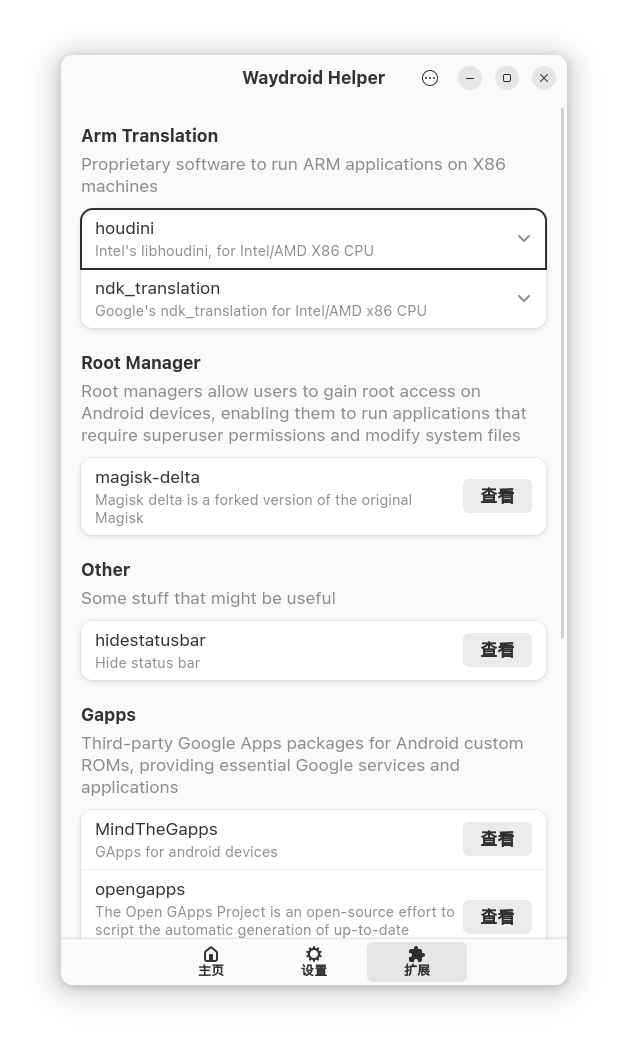 Waydroid Helper
Arm Translation
Proprietary software to run ARM applications on X86
machines
houdini
Intel's libhoudini, for Intel/AMD X86 CPU
ndk_translation
Google's ndk_translation for Intel/AMD x86 CPU
Root Manager
Root managers allow users to gain root access on
Android devices, enabling them to run applications that
require superuser permissions and modify system files
magisk-delta
Magisk delta is a forked version of the original
Magisk
查看
Other
Some stuff that might be useful
hidestatusbar
Hide status bar
查看
Gapps
Third-party Google Apps packages for Android custom
ROMs, providing essential Google services and
applications
MindTheGapps
GApps for android devices
查看
opengapps
The Open GApps Project is an open-source effort to
script the automatic generation of up-to-date
查看
主页
设置
扩展